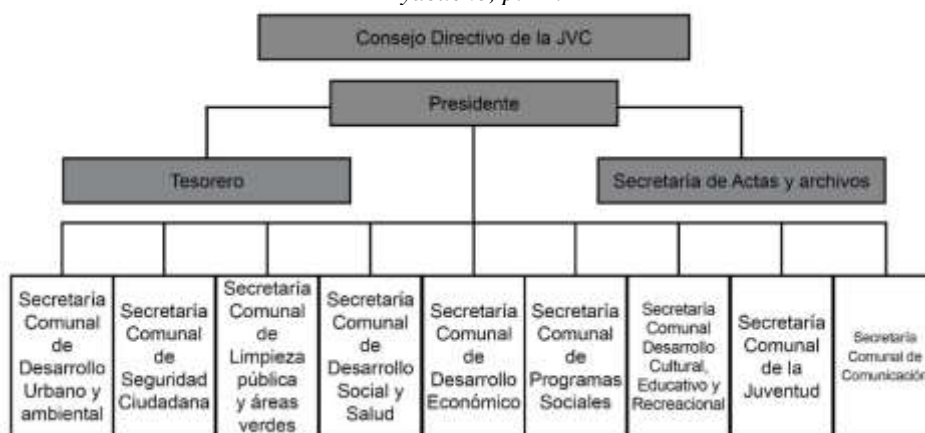 Consejo Directivo de la JVC
Presidente
Tesorero
Secretaría de Actas y archivos
Secretaría
Comunal
de
Desarrollo
Urbano y
ambiental
Secretaría
Comunal
de
Seguridad
Ciudadana
Secretaría
Comunal
de
Limpieza
pública
y áreas
verdes
Secretaría
Comunal
de
Desarrollo
Social y
Salud
Secretaría
Comunal
de
Desarrollo
Económico
Secretaría
Comunal
de
Programas
Sociales
Secretaría
Comunal
Desarrollo
Cultural,
Educativo y
Recreacional
Secretaría
Comunal
de la
Juventud
Secretaría
Comunal de
Comunicación